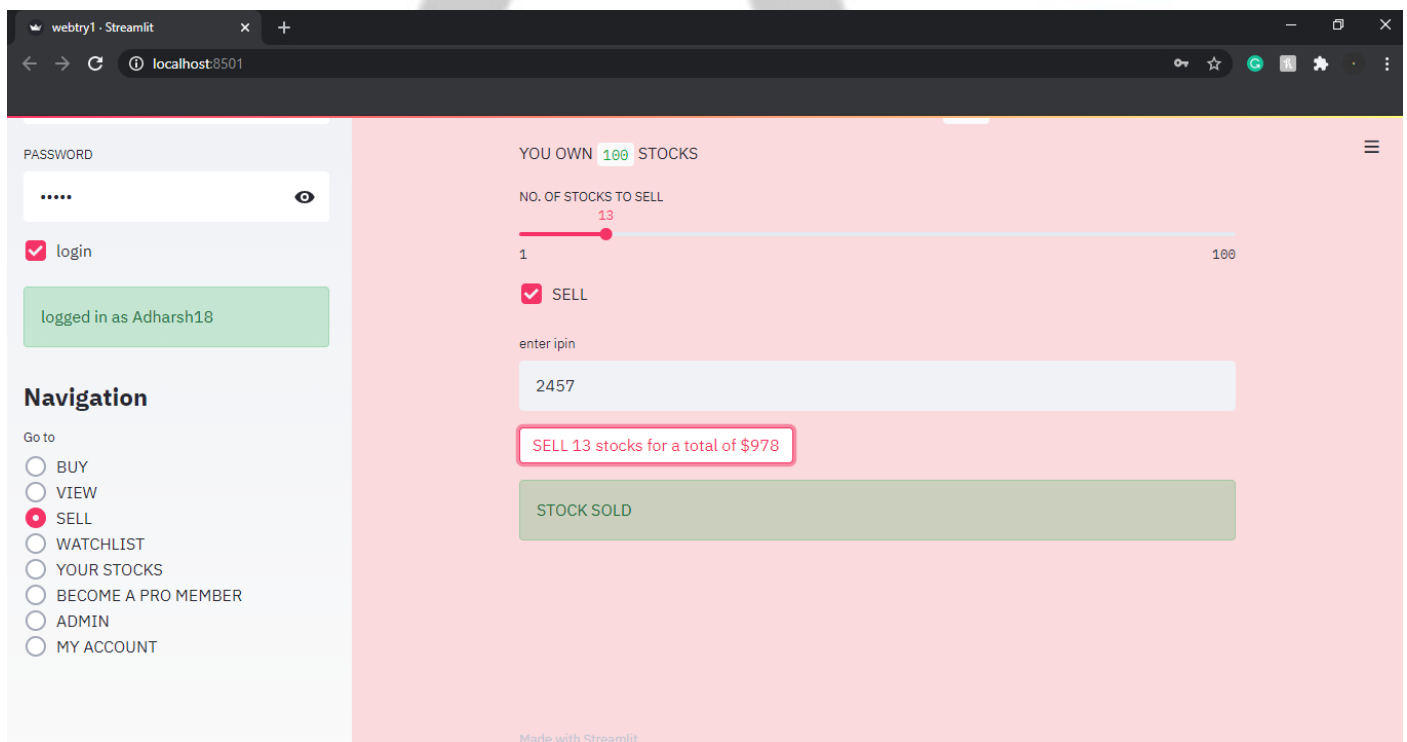 webtry1 · Streamlit
localhost:8501
PASSWORD
•••••
login
logged in as Adharsh18
Navigation
Go to
BUY
VIEW
SELL
WATCHLIST
YOUR STOCKS
BECOME A PRO MEMBER
ADMIN
MY ACCOUNT
YOU OWN 100 STOCKS
NO. OF STOCKS TO SELL
13
1 100
SELL
enter ipin
2457
SELL 13 stocks for a total of $978
STOCK SOLD
Made with Streamlit